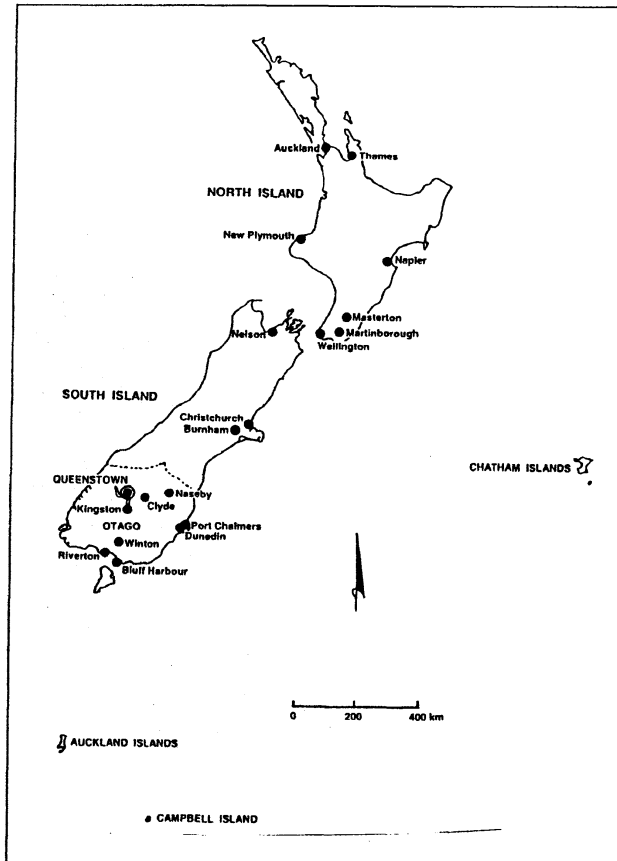 Auckland
Thames
NORTH ISLAND
New Plymouth
Napier
Masterton
Nelson
Martinborough
Wellington
SOUTH ISLAND
Christchurch
Burnham
CHATHAM ISLANDS
QUEENSTOWN
Naseby
Clyde
Kingston
OTAGO
Port Chalmers
Dunedin
Winton
Riverton
Bluff Harbour
0 200 400 km
AUCKLAND ISLANDS
CAMPBELL ISLAND